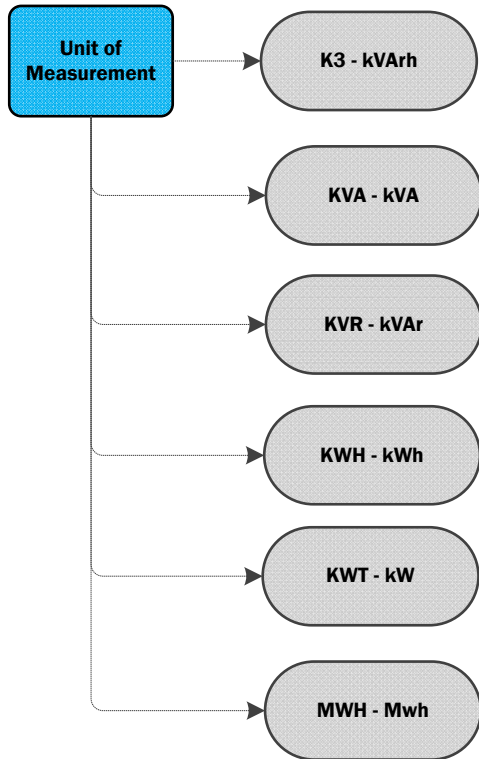 Unit of
Measurement
K3 - kVArh
KVA - kVA
KVR - kVAr
KWH - kWh
KWT - kW
MWH - Mwh